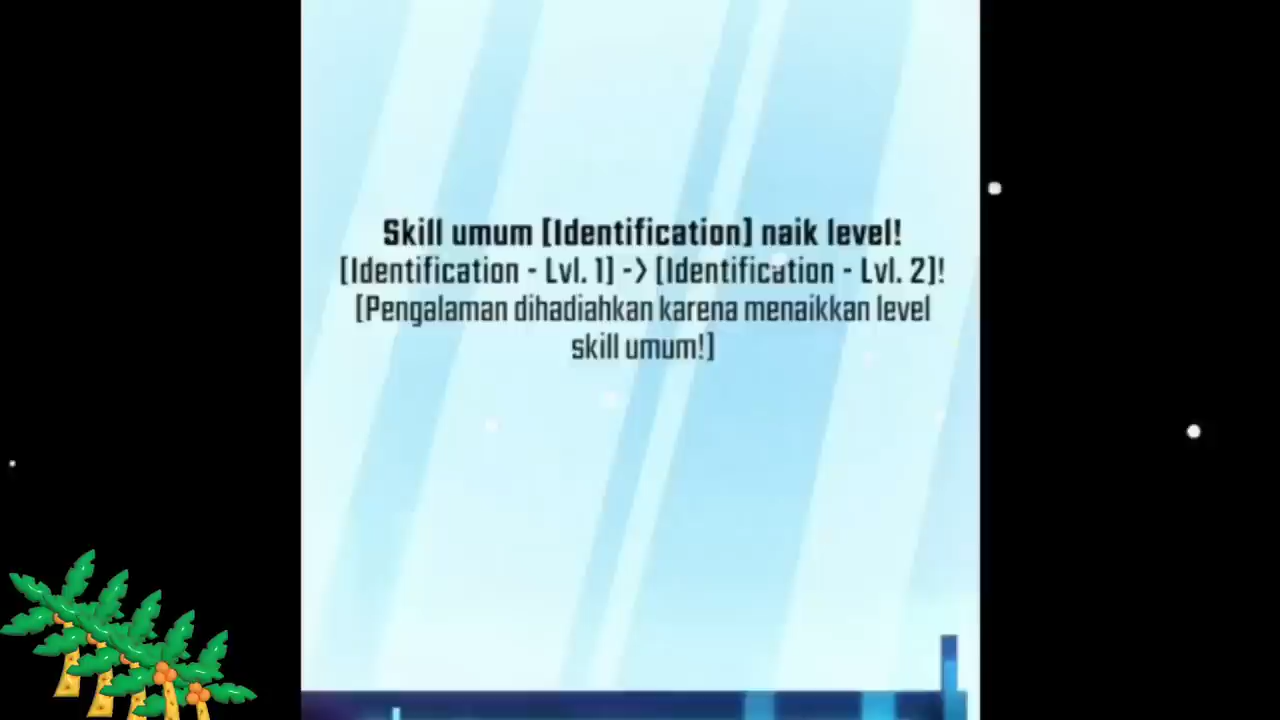 Skill umum [Identification] naik level!
[Identification - Lvl. 1] -> [Identification - Lvl. 2]!
[Pengalaman dihadiahkan karena menaikkan level
skill umum!]